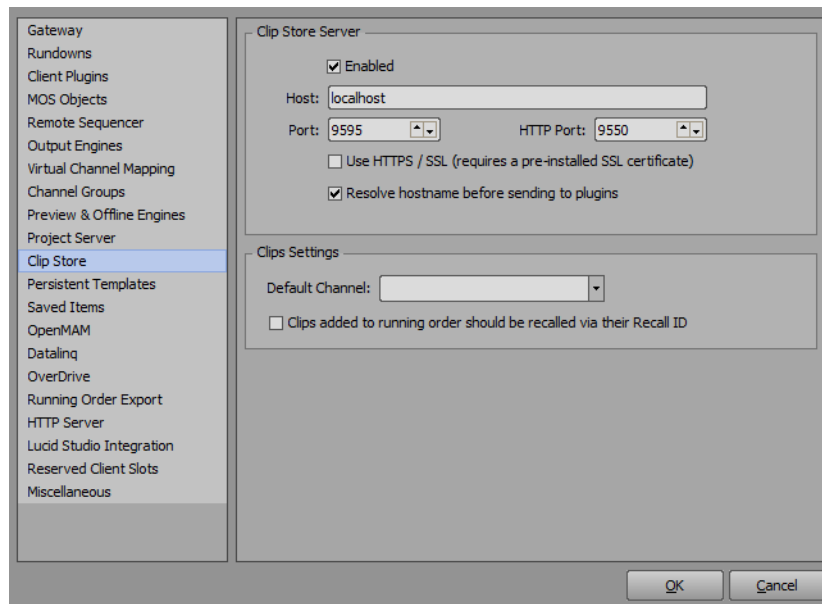 Gateway
Rundowns
Client Plugins
MOS Objects
Remote Sequencer
Output Engines
Virtual Channel Mapping
Channel Groups
Preview & Offline Engines
Project Server
Clip Store
Persistent Templates
Saved Items
OpenMAM
Datalinq
OverDrive
Running Order Export
HTTP Server
Lucid Studio Integration
Reserved Client Slots
Miscellaneous
Clip Store Server
Enabled
Host: localhost
Port: 9595 HTTP Port: 9550
Use HTTPS / SSL (requires a pre-installed SSL certificate)
Resolve hostname before sending to plugins
Clips Settings
Default Channel:
Clips added to running order should be recalled via their Recall ID
OK Cancel